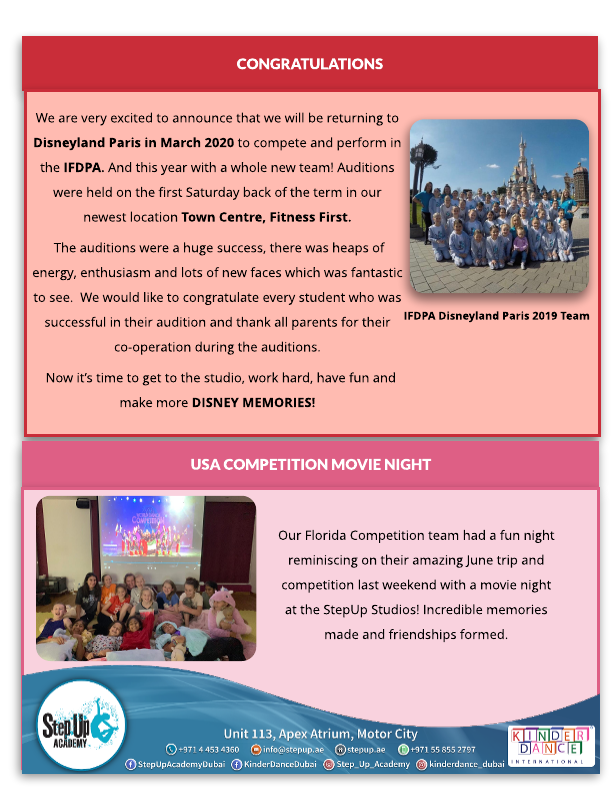 CONGRATULATIONS
We are very excited to announce that we will be returning to
Disneyland Paris in March 2020 to compete and perform in
the IFDPA. And this year with a whole new team! Auditions
were held on the first Saturday back of the term in our
newest location Town Centre, Fitness First.
The auditions were a huge success, there was heaps of
energy, enthusiasm and lots of new faces which was fantastic
to see. We would like to congratulate every student who was
successful in their audition and thank all parents for their
co-operation during the auditions.
Now it’s time to get to the studio, work hard, have fun and
make more DISNEY MEMORIES!
IFDPA Disneyland Paris 2019 Team
USA COMPETITION MOVIE NIGHT
Our Florida Competition team had a fun night
reminiscing on their amazing June trip and
competition last weekend with a movie night
at the StepUp Studios! Incredible memories
made and friendships formed.
StepUp
ACADEMY
Unit 113, Apex Atrium, Motor City
+971 4 453 4360 info@stepup.ae stepup.ae +971 55 855 2797
StepUpAcademyDubai KinderDanceDubai Step_Up_Academy kinderdance_dubai
KINDER
DANCE
INTERNATIONAL